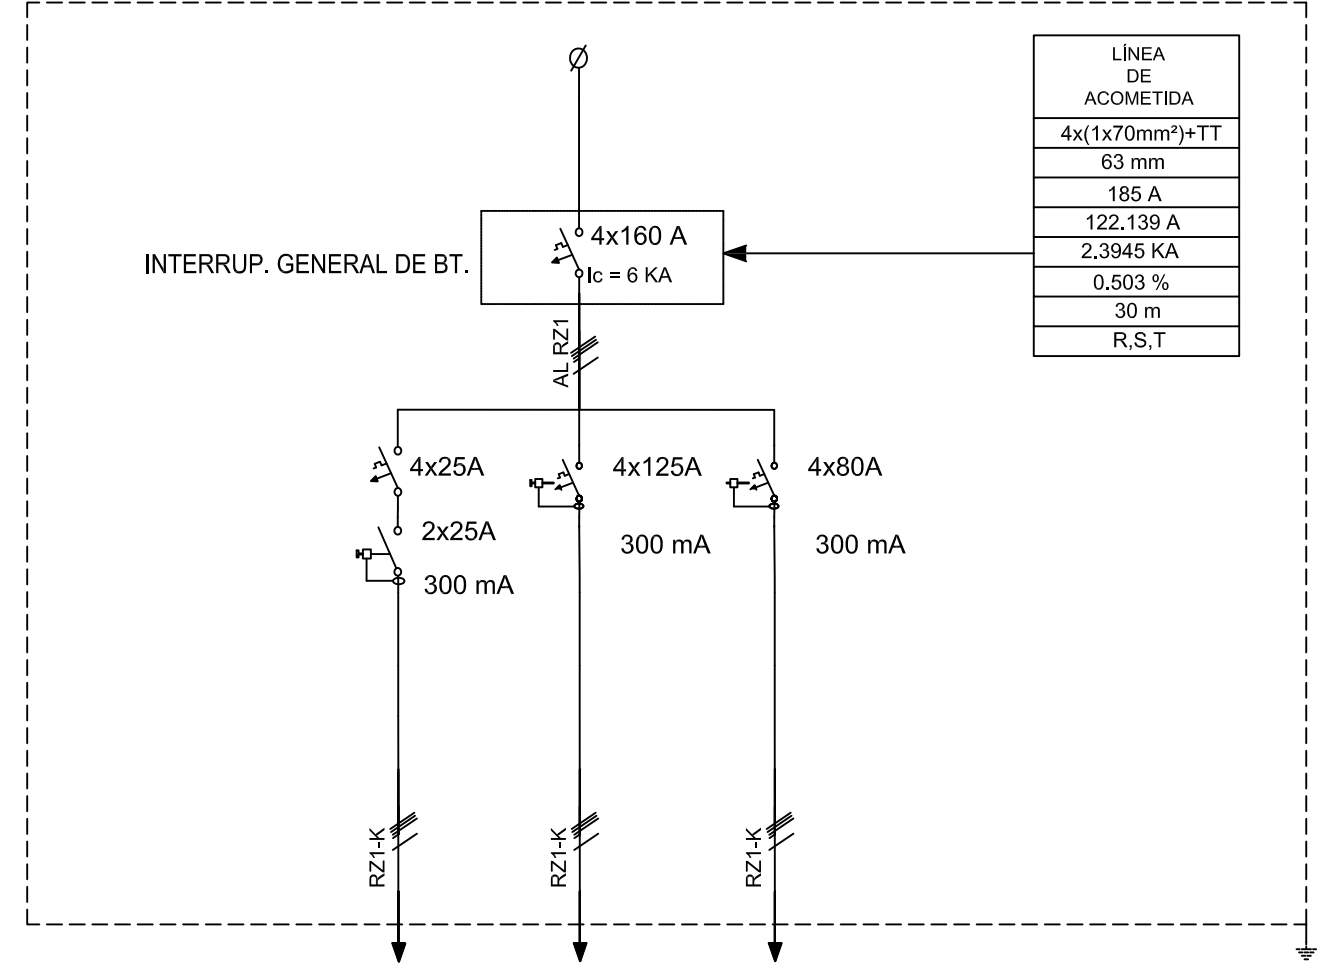 LÍNEA
DE
ACOMETIDA
4x(1x70mm²)+TT
63 mm
185 A
122.139 A
2.3945 KA
0.503 %
30 m
R,S,T
INTERRUP. GENERAL DE BT.
4x160 A
Ic = 6 KA
AL RZ1
4x25A
4x125A
4x80A
2x25A
300 mA
300 mA
300 mA
RZ1-K
RZ1-K
RZ1-K